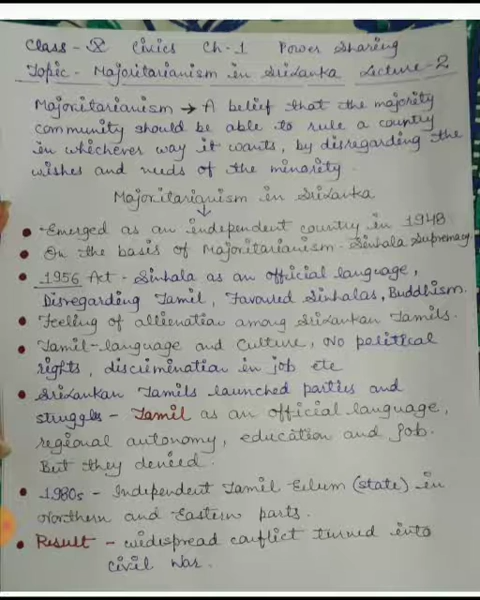 Class - X Civics Ch-1 Power Sharing
Topic - Majoritarianism in SriLanka Lecture-2
Majoritarianism → A belief that the majority
community should be able to rule a country
in whichever way it wants, by disregarding the
wishes and needs of the minority.
Majoritarianism in SriLanka
↓
• Emerged as an independent country in 1948
• On the basis of Majoritarianism. Sinhala Supremacy
• 1956 Act - Sinhala as an official language,
Disregarding Tamil, Favoured Sinhalas, Buddhism.
• Feeling of allienation among SriLankan Tamils.
• Tamil-language and Culture, No political
rights, discrimination in job etc
• SriLankan Tamils launched parties and
struggles - Tamil as an official language,
regional autonomy, education and Job.
But they denied.
• 1980s - Independent Tamil Eelum (state) in
Northern and Eastern parts.
• Result - widespread conflict turned into
civil war.